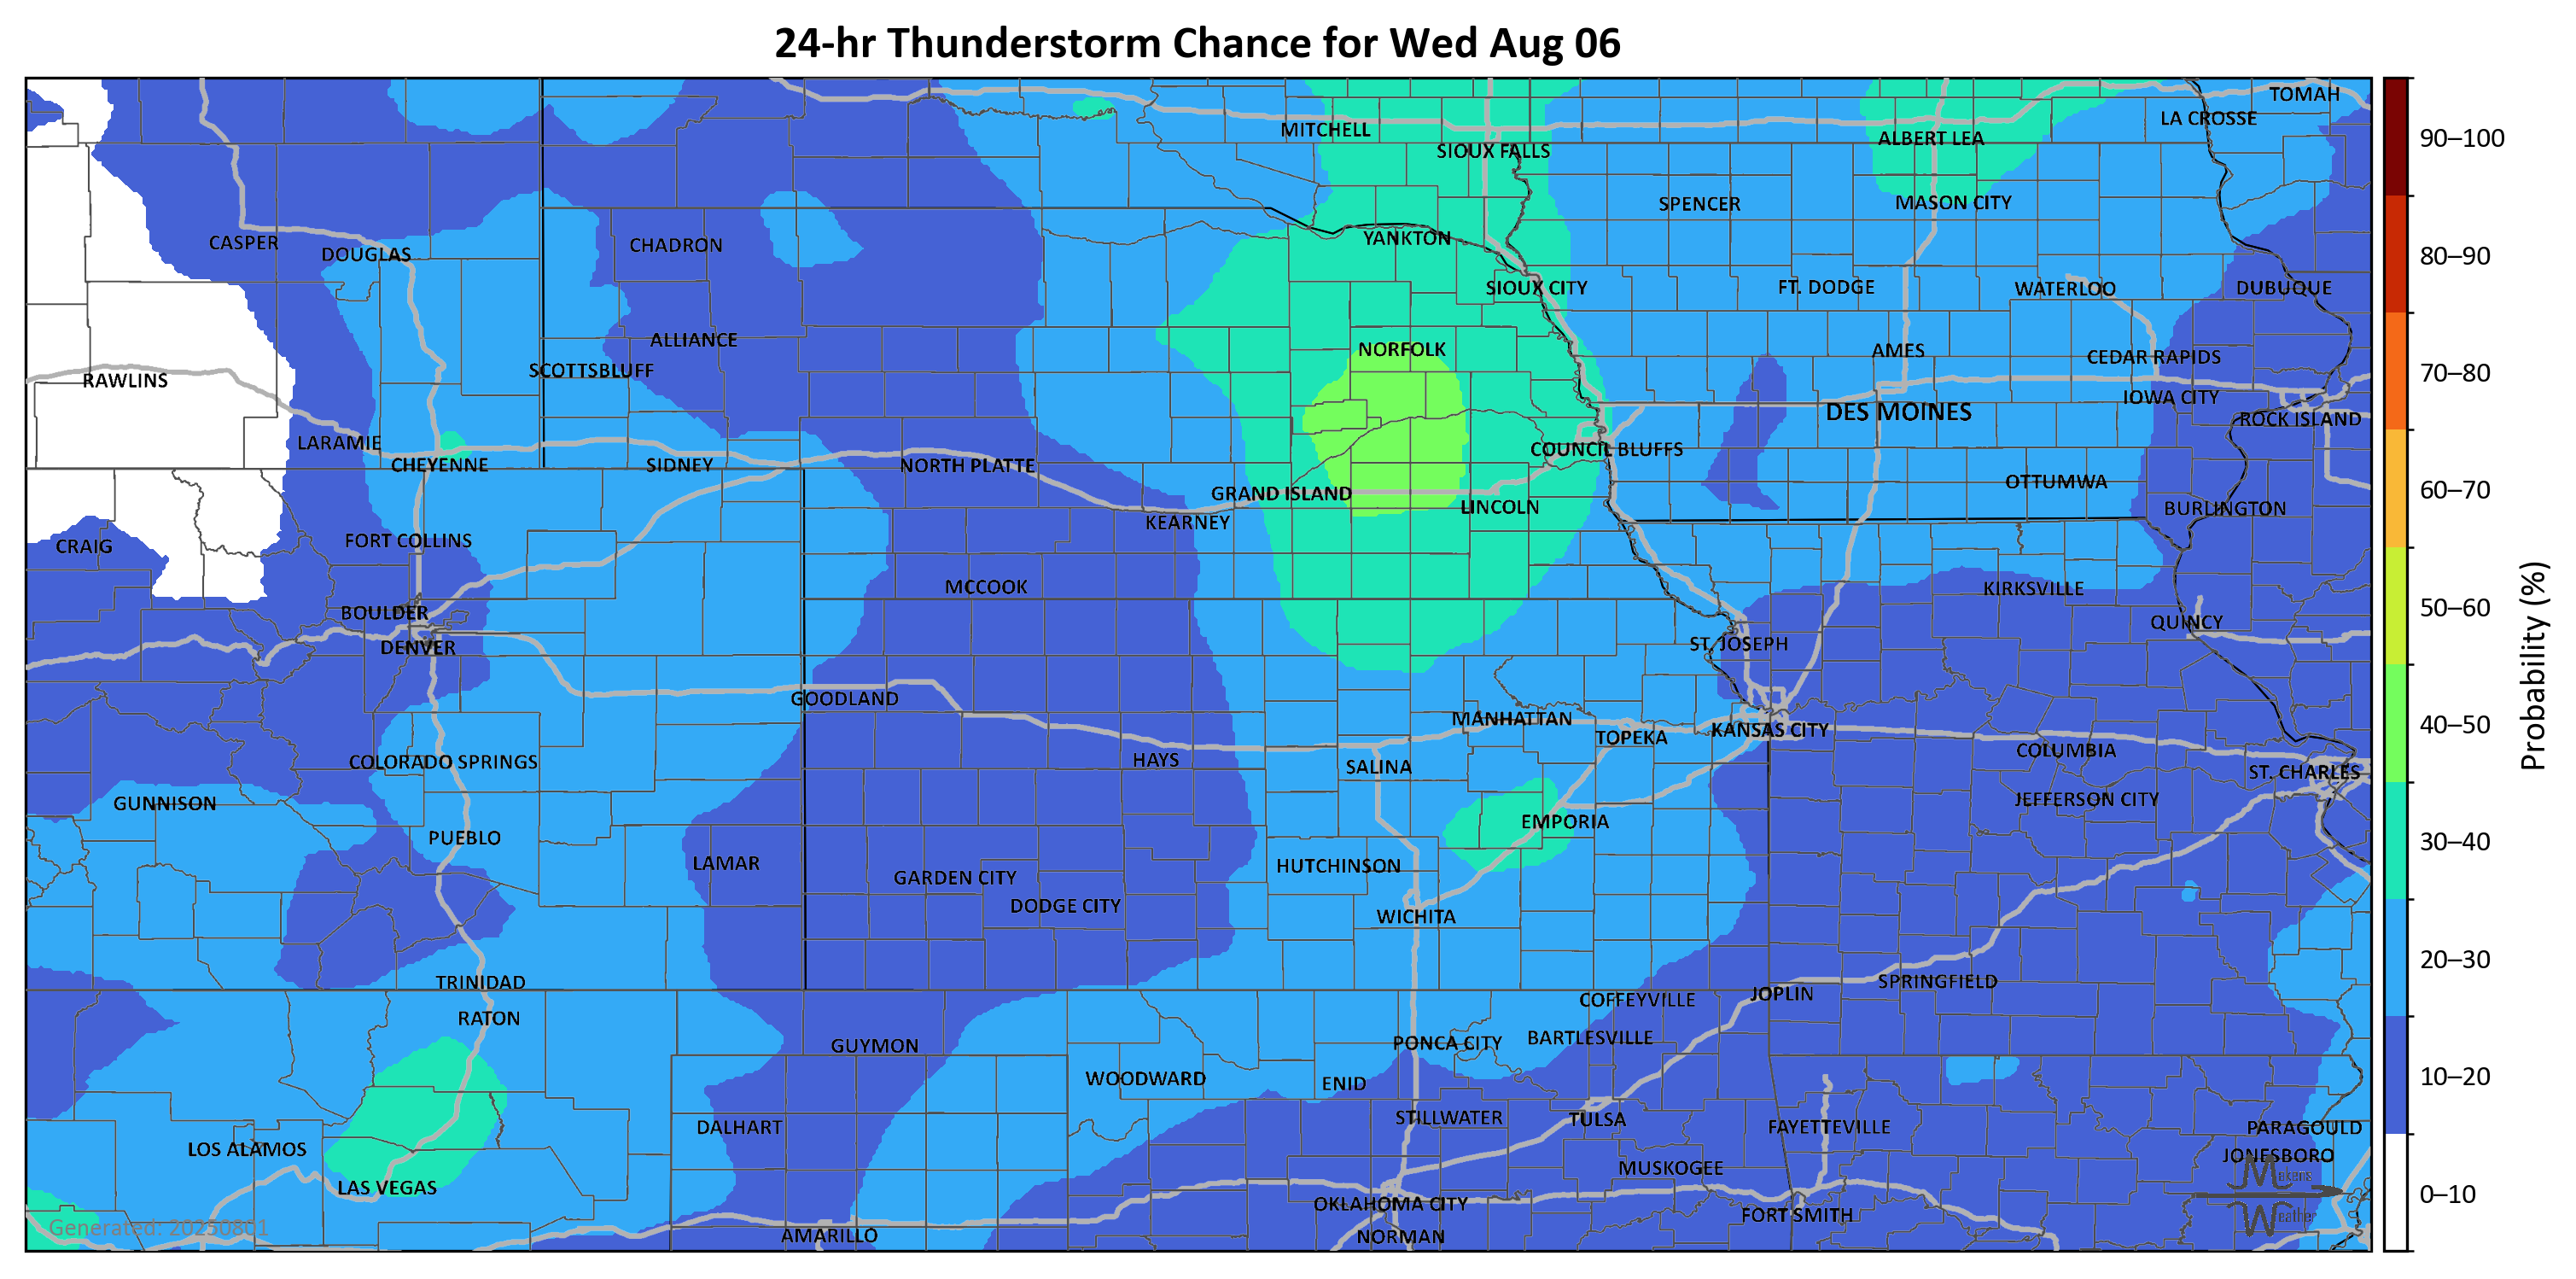 24-hr Thunderstorm Chance for Wed Aug 06
TOMAH
LA CROSSE
MITCHELL
ALBERT LEA
90–100
SIOUX FALLS
SPENCER
MASON CITY
YANKTON
CASPER
CHADRON
DOUGLAS
80–90
SIOUX CITY
FT. DODGE
WATERLOO
DUBUQUE
ALLIANCE
NORFOLK
AMES
CEDAR RAPIDS
SCOTTSBLUFF
70–80
RAWLINS
IOWA CITY
DES MOINES
ROCK ISLAND
LARAMIE
COUNCIL BLUFFS
CHEYENNE
SIDNEY
NORTH PLATTE
OTTUMWA
60–70
GRAND ISLAND
LINCOLN
BURLINGTON
KEARNEY
CRAIG
FORT COLLINS
MCCOOK
KIRKSVILLE
50–60
BOULDER
QUINCY
DENVER
ST. JOSEPH
GOODLAND
MANHATTAN
KANSAS CITY
TOPEKA
40–50
Probability (%)
COLORADO SPRINGS
HAYS
SALINA
COLUMBIA
ST. CHARLES
GUNNISON
JEFFERSON CITY
EMPORIA
PUEBLO
30–40
LAMAR
HUTCHINSON
GARDEN CITY
DODGE CITY
WICHITA
20–30
TRINIDAD
SPRINGFIELD
JOPLIN
COFFEYVILLE
RATON
GUYMON
PONCA CITY
BARTLESVILLE
WOODWARD
ENID
10–20
STILLWATER
TULSA
DALHART
FAYETTEVILLE
PARAGOULD
LOS ALAMOS
JONESBORO
MUSKOGEE
Makens
LAS VEGAS
0–10
OKLAHOMA CITY
FORT SMITH
Weather
Generated: 20250801
AMARILLO
NORMAN